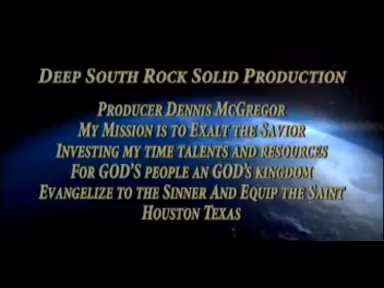 Deep South Rock Solid Production
Producer Dennis McGregor
My Mission is to Exalt the Savior
Investing my time talents and resources
For GOD'S people an GOD's kingdom
Evangelize to the Sinner And Equip the Saint
Houston Texas